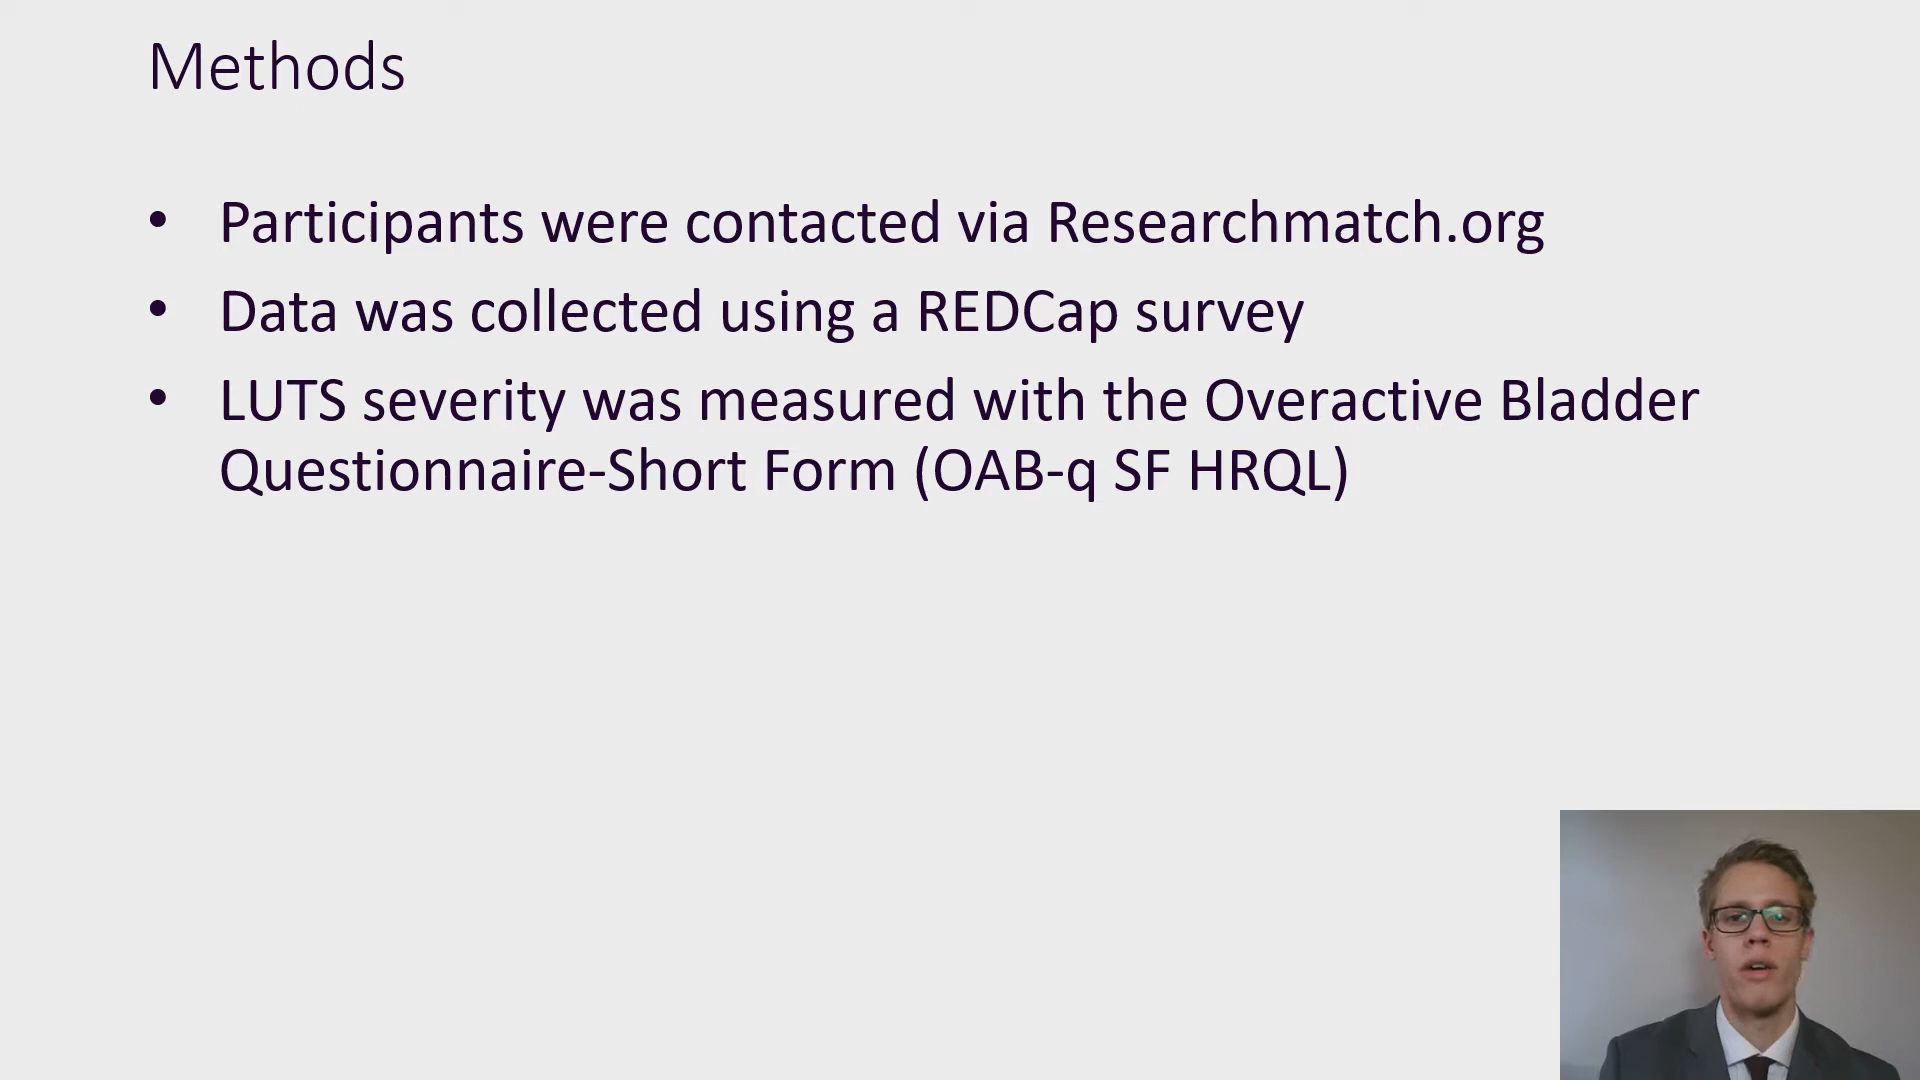 Methods
• Participants were contacted via Researchmatch.org
• Data was collected using a REDCap survey
• LUTS severity was measured with the Overactive Bladder
Questionnaire-Short Form (OAB-q SF HRQL)